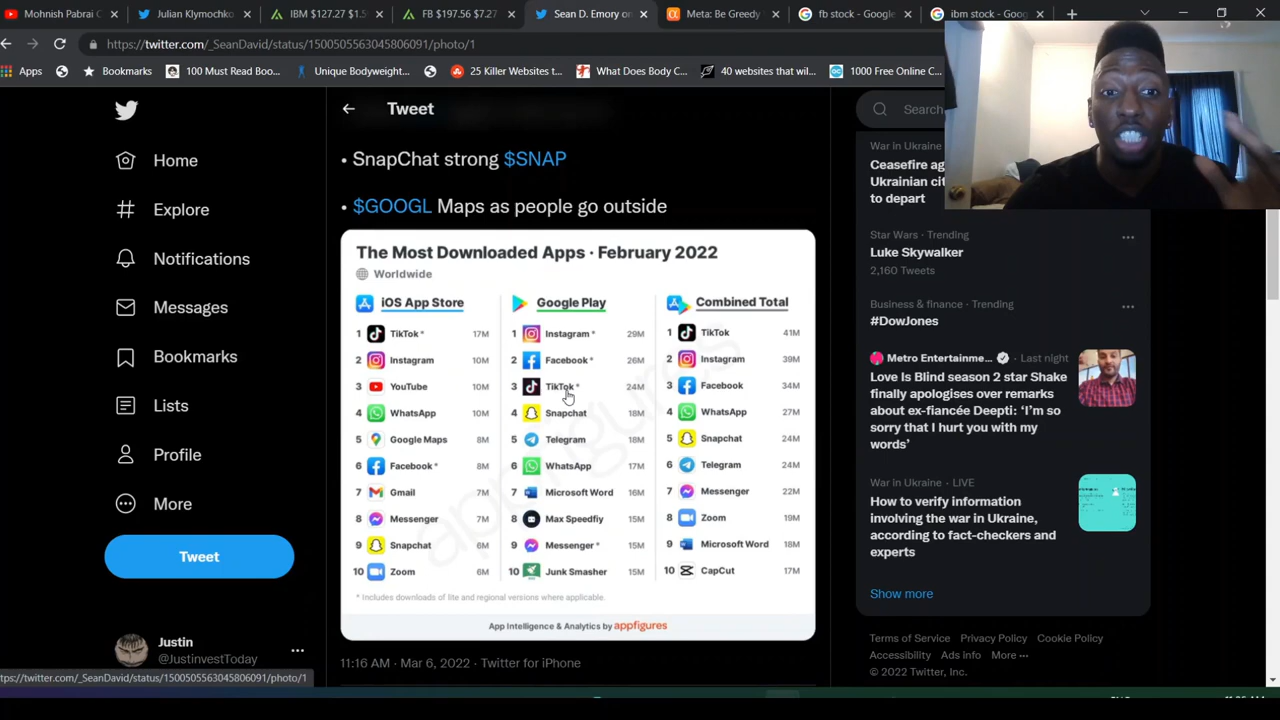 Mohnish Pabrai C
Julian Klymochko
IBM $127.27 $1.5
FB $197.56 $7.27
Sean D. Emory on
Meta: Be Greedy
fb stock - Google
ibm stock - Goog
https://twitter.com/_SeanDavid/status/1500505563045806091/photo/1
Apps
Bookmarks
100 Must Read Boo...
Unique Bodyweight...
25 Killer Websites t...
What Does Body C...
40 websites that wil...
1000 Free Online C...
Home
Explore
Notifications
Messages
Bookmarks
Lists
Profile
More
Tweet
Justin
@JustinvestToday
ttps://twitter.com/_SeanDavid/status/1500505563045806091/photo/1
Tweet
• SnapChat strong $SNAP
• $GOOGL Maps as people go outside
The Most Downloaded Apps · February 2022
Worldwide
iOS App Store
1 TikTok * 17M
2 Instagram 10M
3 YouTube 10M
4 WhatsApp 10M
5 Google Maps 8M
6 Facebook * 8M
7 Gmail 7M
8 Messenger 7M
9 Snapchat 6M
10 Zoom 6M
Google Play
1 Instagram * 29M
2 Facebook * 26M
3 TikTok * 24M
4 Snapchat 18M
5 Telegram 18M
6 WhatsApp 17M
7 Microsoft Word 16M
8 Max Speedfiy 15M
9 Messenger * 15M
10 Junk Smasher 15M
Combined Total
1 TikTok 41M
2 Instagram 39M
3 Facebook 34M
4 WhatsApp 27M
5 Snapchat 24M
6 Telegram 24M
7 Messenger 22M
8 Zoom 19M
9 Microsoft Word 18M
10 CapCut 17M
appfigures
* Includes downloads of lite and regional versions where applicable.
App Intelligence & Analytics by appfigures
11:16 AM · Mar 6, 2022 · Twitter for iPhone
Search
War in Ukraine
Ceasefire ag
Ukrainian cit
to depart
Star Wars · Trending
Luke Skywalker
2,160 Tweets
Business & finance · Trending
#DowJones
Metro Entertainme... · Last night
Love Is Blind season 2 star Shake
finally apologises over remarks
about ex-fiancée Deepti: ‘I’m so
sorry that I hurt you with my
words’
War in Ukraine · LIVE
How to verify information
involving the war in Ukraine,
according to fact-checkers and
experts
Show more
Terms of Service Privacy Policy Cookie Policy
Accessibility Ads info More ···
© 2022 Twitter, Inc.